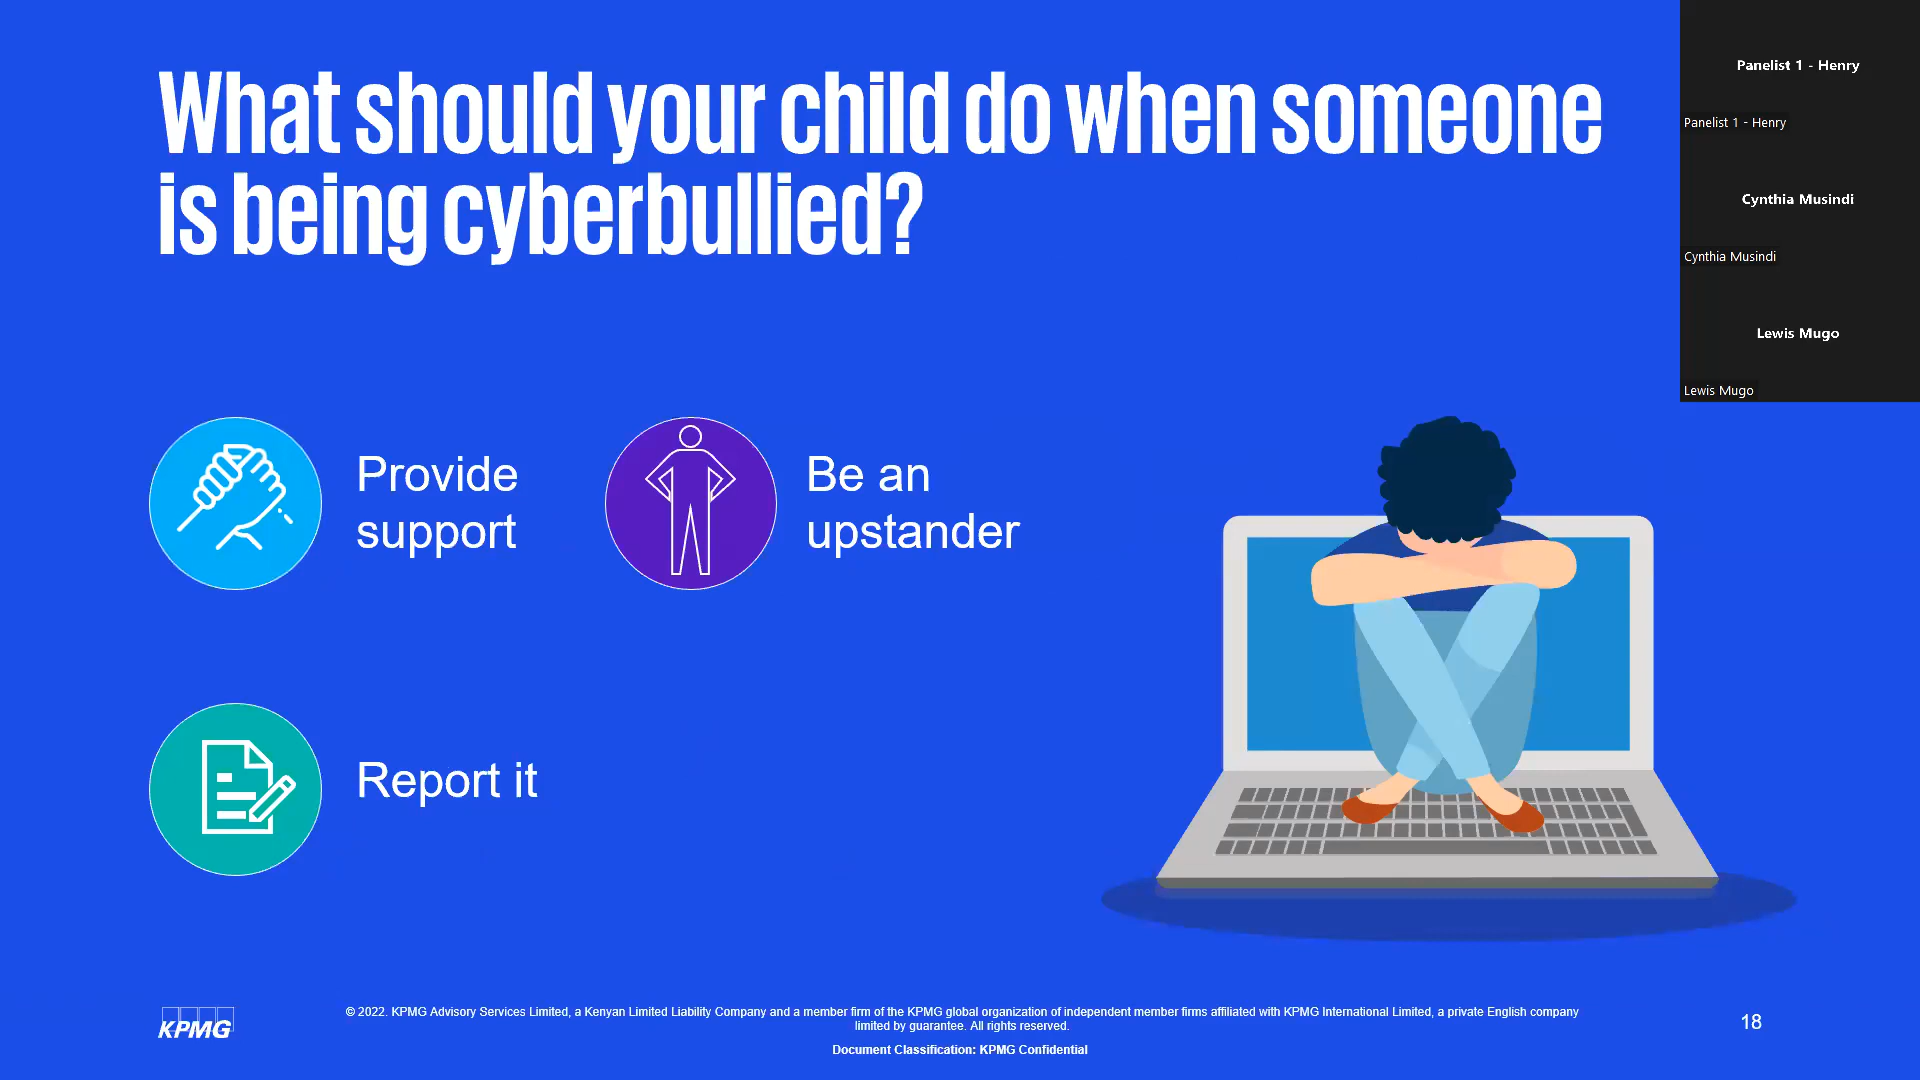 What should your child do when someone
is being cyberbullied?
Provide
support
Be an
upstander
Report it
Panelist 1 - Henry
Panelist 1 - Henry
Cynthia Musindi
Cynthia Musindi
Lewis Mugo
Lewis Mugo
KPMG
© 2022. KPMG Advisory Services Limited, a Kenyan Limited Liability Company and a member firm of the KPMG global organization of independent member firms affiliated with KPMG International Limited, a private English company
limited by guarantee. All rights reserved.
Document Classification: KPMG Confidential
18